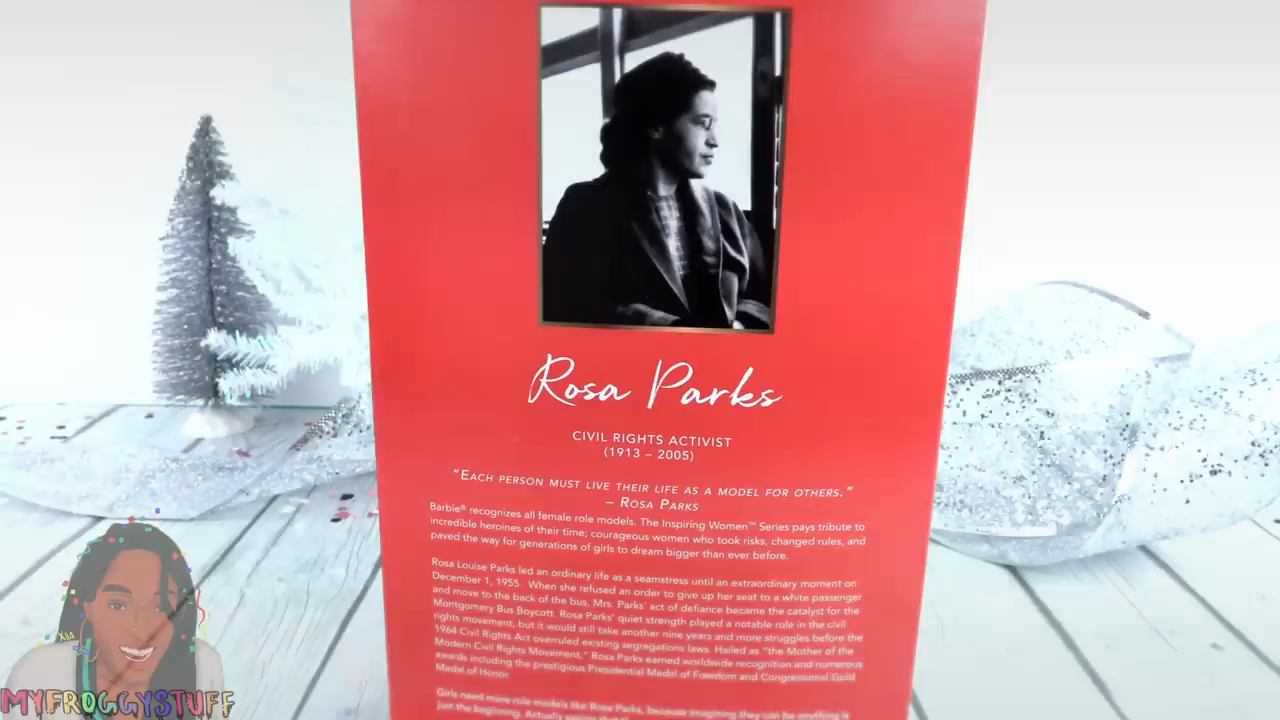 Rosa Parks
CIVIL RIGHTS ACTIVIST
(1913 – 2005)
“EACH PERSON MUST LIVE THEIR LIFE AS A MODEL FOR OTHERS.”
– ROSA PARKS
Barbie® recognizes all female role models. The Inspiring Women™ Series pays tribute to
incredible heroines of their time; courageous women who took risks, changed rules, and
paved the way for generations of girls to dream bigger than ever before.
Rosa Louise Parks led an ordinary life as a seamstress until an extraordinary moment on
December 1, 1955. When she refused an order to give up her seat to a white passenger
and move to the back of the bus, Mrs. Parks’ act of defiance became the catalyst for the
Montgomery Bus Boycott. Rosa Parks’ quiet strength played a notable role in the civil
rights movement, but it would still take another nine years and more struggles before the
1964 Civil Rights Act overruled existing segregations laws. Hailed as “the Mother of the
Modern Civil Rights Movement,” Rosa Parks earned worldwide recognition and numerous
awards including the prestigious Presidential Medal of Freedom and Congressional Gold
Medal of Honor.
Girls need more role models like Rosa Parks, because imagining they can be anything is
just the beginning. Actually seeing that
MYFROGGYSTUFF